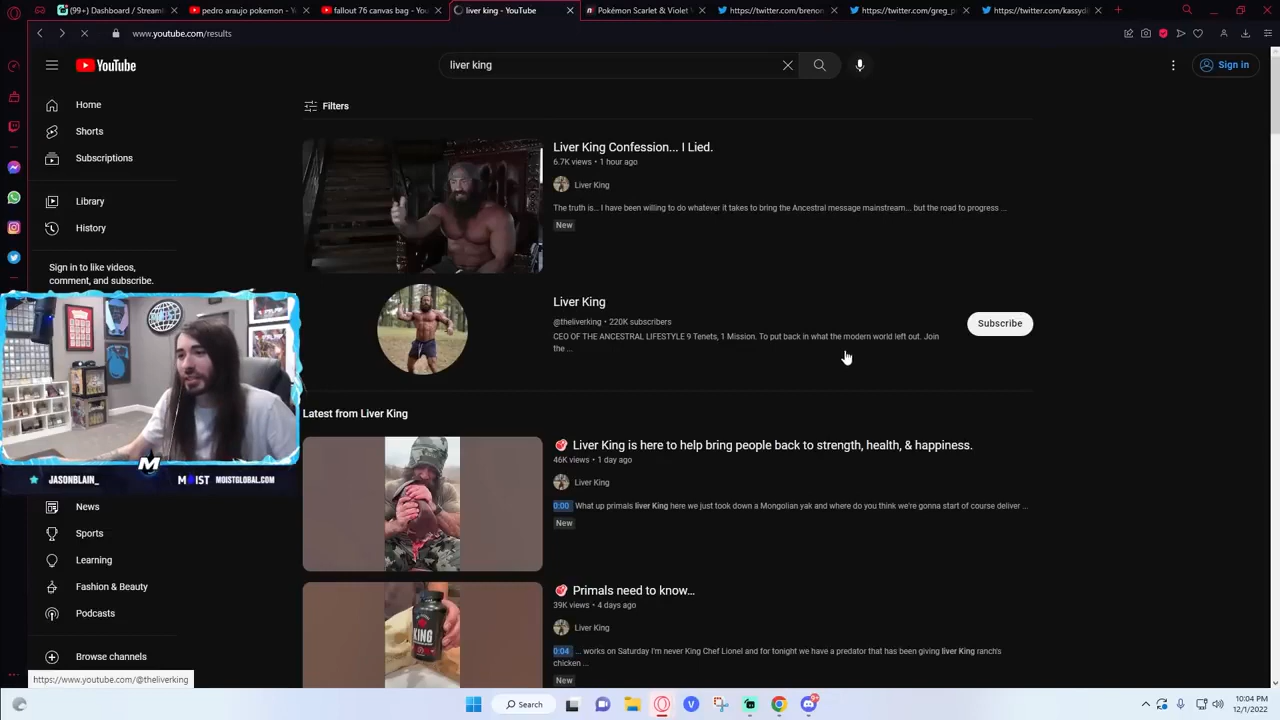 (99+) Dashboard / Streaml
pedro araujo pokemon - 
fallout 76 canvas bag - You
liver king - YouTube
Pokémon Scarlet & Violet 
https://twitter.com/brenon
https://twitter.com/greg_p
https://twitter.com/kassydi
www.youtube.com/results
YouTube
liver king
Sign in
Home
Shorts
Subscriptions
Library
History
Sign in to like videos,
comment, and subscribe.
News
Sports
Learning
Fashion & Beauty
Podcasts
Browse channels
https://www.youtube.com/@theliverking
Filters
Liver King Confession... I Lied.
6.7K views • 1 hour ago
Liver King
The truth is... I have been willing to do whatever it takes to bring the Ancestral message mainstream... but the road to progress ...
New
Liver King
@theliverking • 220K subscribers
CEO OF THE ANCESTRAL LIFESTYLE 9 Tenets, 1 Mission. To put back in what the modern world left out. Join
the ...
Subscribe
Latest from Liver King
Liver King is here to help bring people back to strength, health, & happiness.
46K views • 1 day ago
Liver King
0:00 What up primals liver King here we just took down a Mongolian yak and where do you think we're gonna start of course deliver ...
New
Primals need to know...
39K views • 4 days ago
Liver King
0:04 ... works on Saturday I'm never King Chef Lionel and for tonight we have a predator that has been giving liver King ranch's
chicken ...
New
KING
M
JASONBLAIN_
MOIST MOISTGLOBAL.COM
Search
9+
10:04 PM
12/1/2022